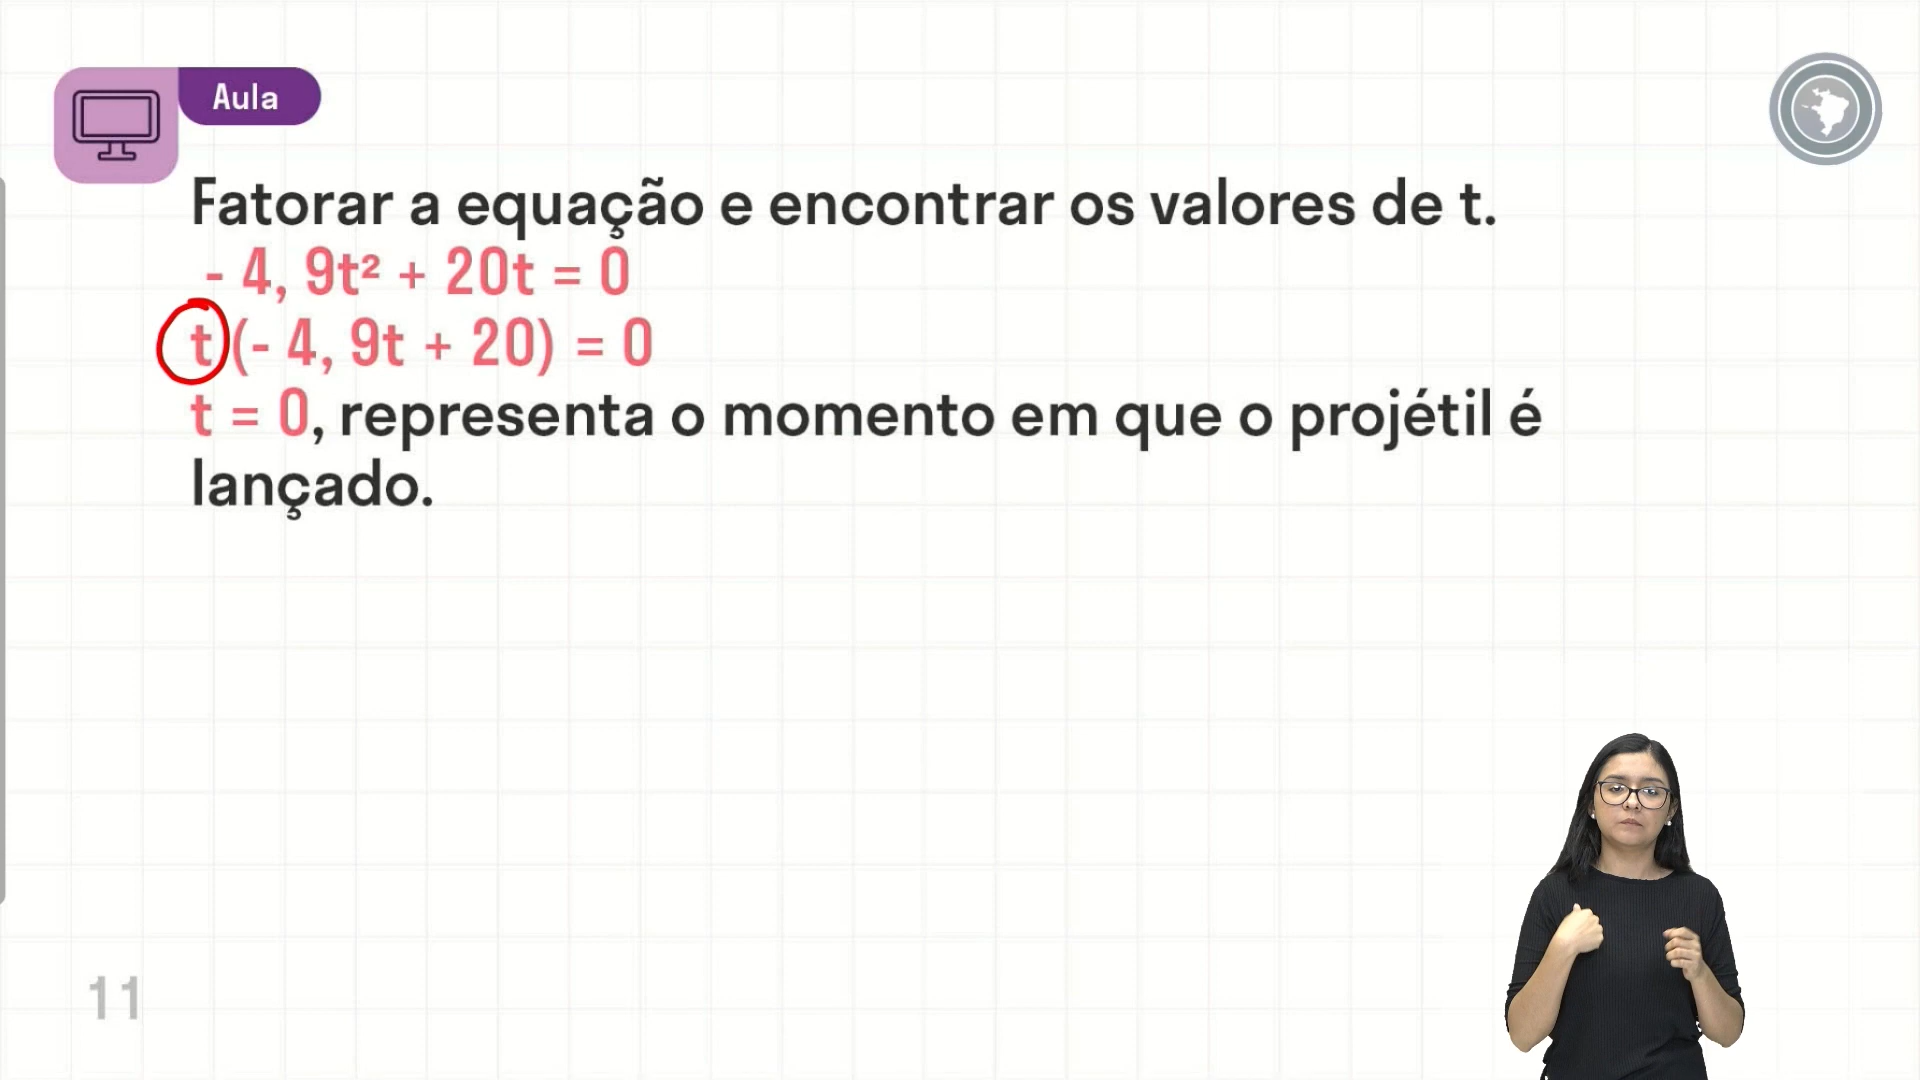 Aula
Fatorar a equação e encontrar os valores de t.
- 4, 9t² + 20t = 0
t (- 4, 9t + 20) = 0
t = 0, representa o momento em que o projétil é
lançado.
11